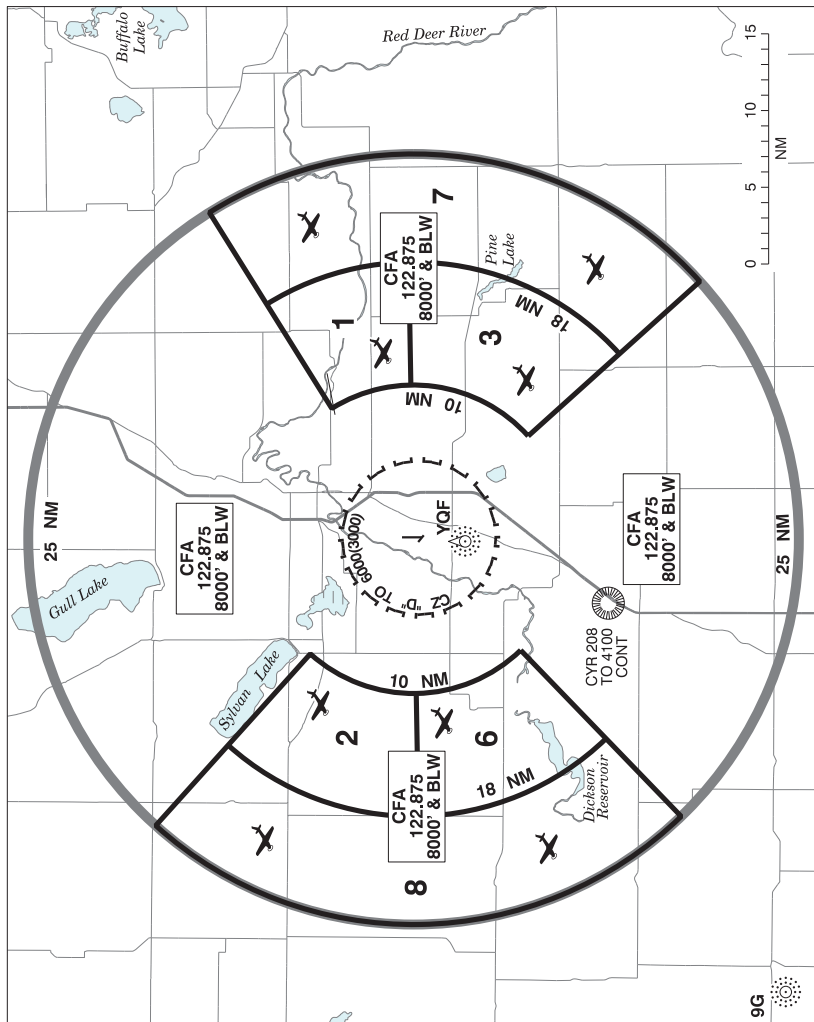 Buffalo
Lake
Red Deer River
15
10
5
0
NM
7
CFA
122.875
8000' & BLW
Pine
Lake
1
3
18 NM
10 NM
25 NM
CFA
122.875
8000' & BLW
CFA
122.875
8000' & BLW
25 NM
Gull Lake
YQF
CZ "D" TO 6000(3000)
CYR 208
TO 4100
CONT
Sylvan Lake
10 NM
2
6
CFA
122.875
8000' & BLW
18 NM
Dickson
Reservoir
8
9G